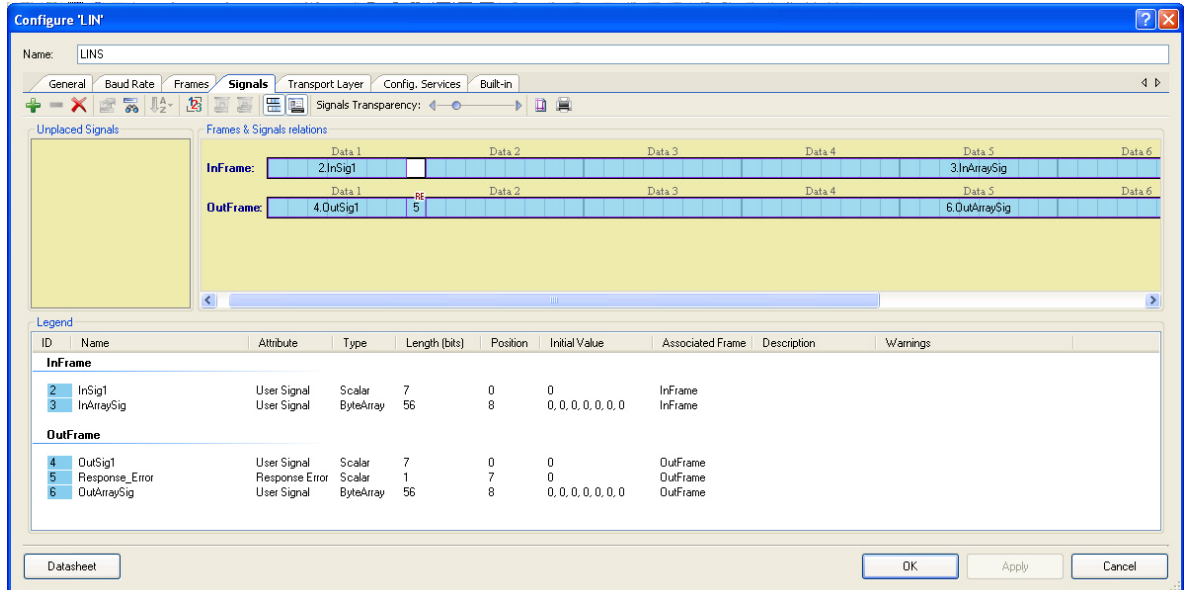 Configure 'LIN'
Name: LINS
General Baud Rate Frames Signals Transport Layer Config. Services Built-in
Signals Transparency:
Unplaced Signals Frames & Signals relations
Data 1 Data 2 Data 3 Data 4 Data 5 Data 6
InFrame: 2.InSig1 3.InArraySig
Data 1 RE Data 2 Data 3 Data 4 Data 5 Data 6
OutFrame: 4.OutSig1 5 6.OutArraySig
Legend
ID Name Attribute Type Length (bits) Position Initial Value Associated Frame Description Warnings
InFrame
2 InSig1 User Signal Scalar 7 0 0 InFrame
3 InArraySig User Signal ByteArray 56 8 0, 0, 0, 0, 0, 0, 0 InFrame
OutFrame
4 OutSig1 User Signal Scalar 7 0 0 OutFrame
5 Response_Error Response Error Scalar 1 7 0 OutFrame
6 OutArraySig User Signal ByteArray 56 8 0, 0, 0, 0, 0, 0, 0 OutFrame
Datasheet OK Apply Cancel